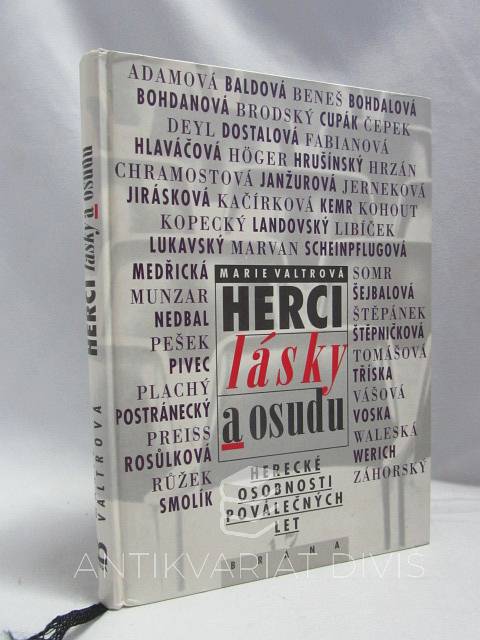 ADAMOVÁ BALDOVÁ BENEŠ BOHDALOVÁ
BOHDANOVÁ BRODSKÝ CUPÁK ČEPEK
DEYL DOSTALOVÁ FABIANOVÁ
HLAVÁČOVÁ HÖGER HRUŠÍNSKÝ HRZÁN
CHRAMOSTOVÁ JANŽUROVÁ JERNEKOVÁ
JIRÁSKOVÁ KAČÍRKOVÁ KEMR KOHOUT
KOPECKÝ LANDOVSKÝ LIBÍČEK
LUKAVSKÝ MARVAN SCHEINPFLUGOVÁ
MEDŘICKÁ
MUNZAR
NEDBAL
PEŠEK
PIVEC
PLACHÝ
POSTRÁNECKÝ
PREISS
ROSŮLKOVÁ
RŮŽEK
SMOLÍK
MARIE VALTROVÁ
HERCI
lásky
a osudu
SOMR
ŠEJBALOVÁ
ŠTĚPÁNEK
ŠTĚPNIČKOVÁ
TOMÁŠOVÁ
TŘÍSKA
VÁŠOVÁ
VOSKA
WALESKÁ
WERICH
ZÁHORSKÝ
HERECKÉ
OSOBNOSTI
POVÁLEČNÝCH
LET
BRÁNA
HERCI lásky a osudu
VALTROVÁ
ANTIKVARIÁT DIVIŠ